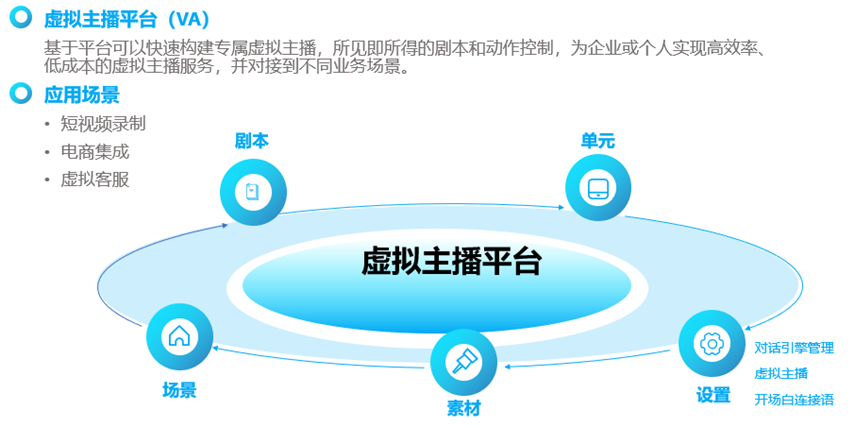 虚拟主播平台（VA）
基于平台可以快速构建专属虚拟主播，所见即所得的剧本和动作控制，为企业或个人实现高效率、
低成本的虚拟主播服务，并对接到不同业务场景。
应用场景
• 短视频录制
• 电商集成
• 虚拟客服
剧本
单元
虚拟主播平台
场景
素材
设置
对话引擎管理
虚拟主播
开场白连接语